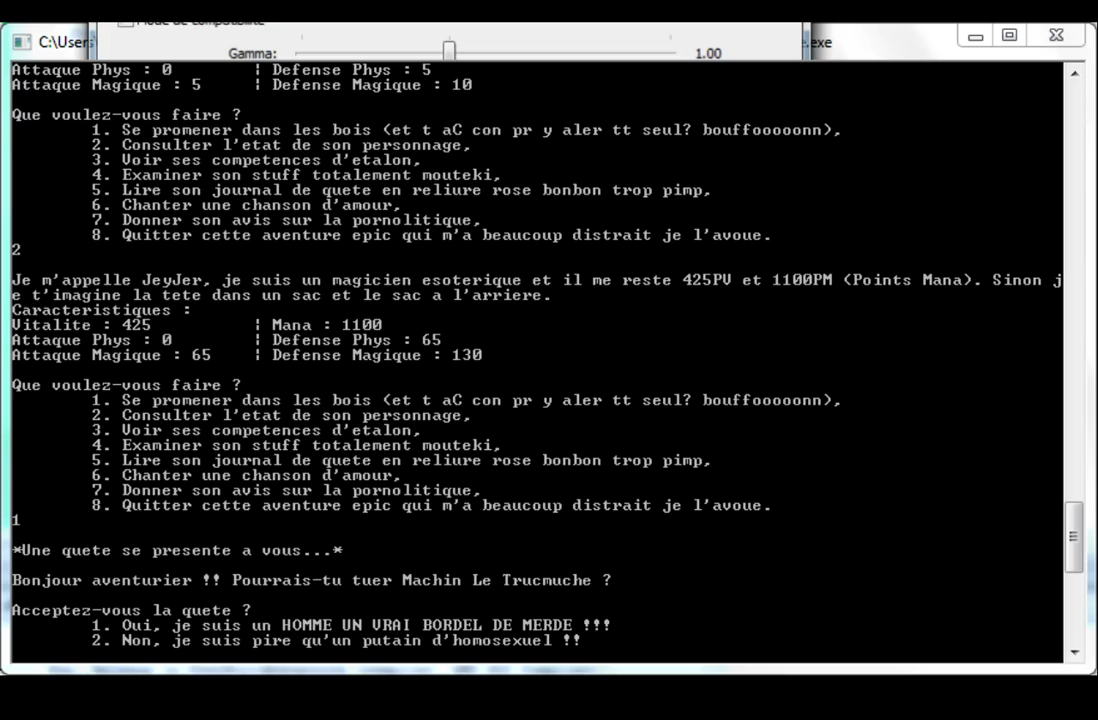 C:\Users
Gamma:
1.00
.exe
Attaque Phys : 0 ¦ Defense Phys : 5
Attaque Magique : 5 ¦ Defense Magique : 10
Que voulez-vous faire ?
1. Se promener dans les bois (et t aC con pr y aler tt seul? bouffooooonn),
2. Consulter l'etat de son personnage,
3. Voir ses competences d'etalon,
4. Examiner son stuff totalement mouteki,
5. Lire son journal de quete en reliure rose bonbon trop pimp,
6. Chanter une chanson d'amour,
7. Donner son avis sur la pornolitique,
8. Quitter cette aventure epic qui m'a beaucoup distrait je l'avoue.
2
Je m'appelle JeyJer, je suis un magicien esoterique et il me reste 425PV et 1100PM (Points Mana). Sinon j
e t'imagine la tete dans un sac et le sac a l'arriere.
Caracteristiques :
Vitalite : 425 ¦ Mana : 1100
Attaque Phys : 0 ¦ Defense Phys : 65
Attaque Magique : 65 ¦ Defense Magique : 130
Que voulez-vous faire ?
1. Se promener dans les bois (et t aC con pr y aler tt seul? bouffooooonn),
2. Consulter l'etat de son personnage,
3. Voir ses competences d'etalon,
4. Examiner son stuff totalement mouteki,
5. Lire son journal de quete en reliure rose bonbon trop pimp,
6. Chanter une chanson d'amour,
7. Donner son avis sur la pornolitique,
8. Quitter cette aventure epic qui m'a beaucoup distrait je l'avoue.
1
*Une quete se presente a vous...*
Bonjour aventurier !! Pourrais-tu tuer Machin Le Trucmuche ?
Acceptez-vous la quete ?
1. Oui, je suis un HOMME UN VRAI BORDEL DE MERDE !!!
2. Non, je suis pire qu'un putain d'homosexuel !!